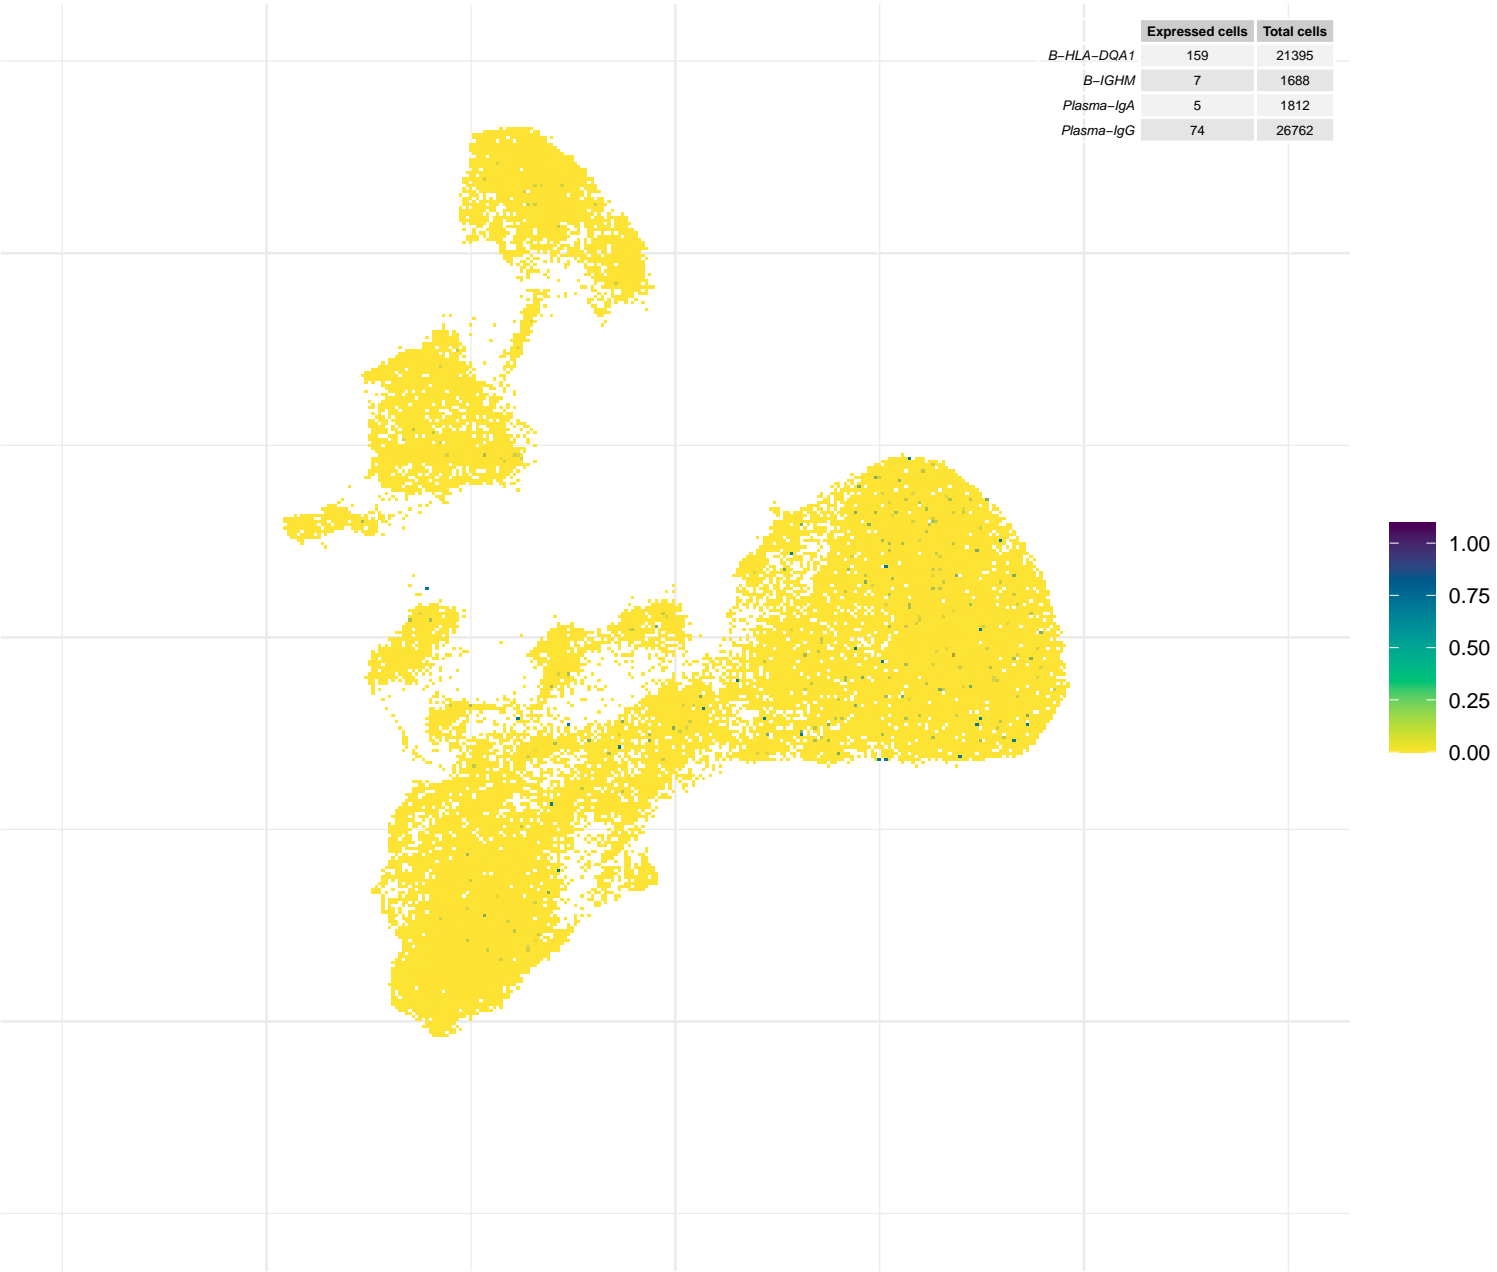 Expressed cells Total cells
B−HLA−DQA1 159 21395
B−IGHM 7 1688
Plasma−IgA 5 1812
Plasma−IgG 74 26762
1.00
0.75
0.50
0.25
0.00